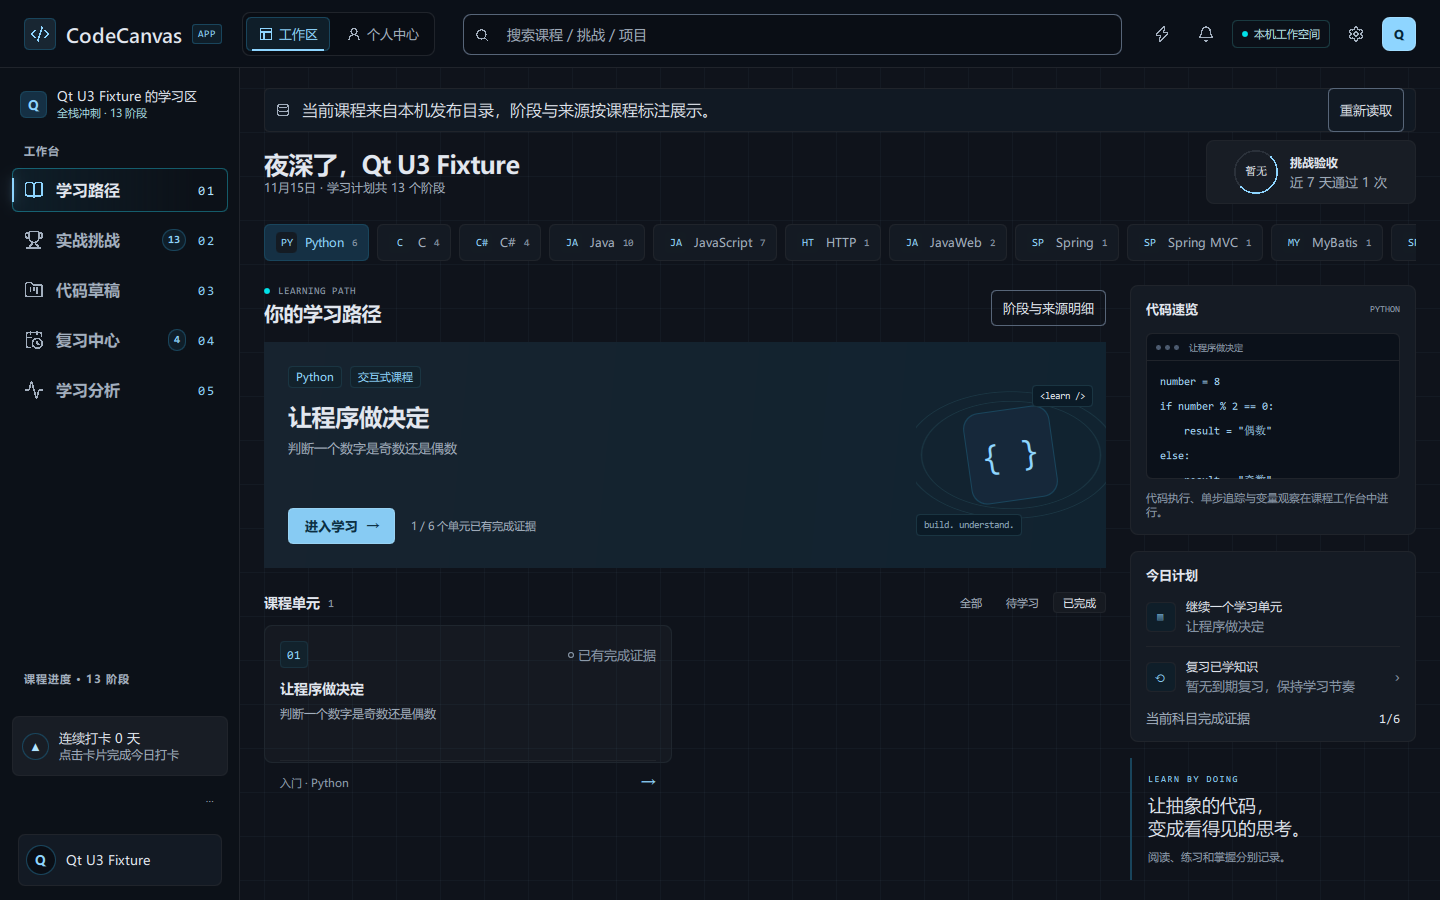 </> CodeCanvas APP
工作区
个人中心
搜索课程 / 挑战 / 项目
本机工作空间
Q
Q
Qt U3 Fixture 的学习区
全栈冲刺 · 13 阶段
工作台
学习路径 01
实战挑战 13 02
代码草稿 03
复习中心 4 04
学习分析 05
课程进度 • 13 阶段
连续打卡 0 天
点击卡片完成今日打卡
...
Q Qt U3 Fixture
当前课程来自本机发布目录，阶段与来源按课程标注展示。
重新读取
夜深了，Qt U3 Fixture
11月15日 · 学习计划共 13 个阶段
暂无
挑战验收
近 7 天通过 1 次
PY Python 6
C C 4
C# C# 4
JA Java 10
JA JavaScript 7
HT HTTP 1
JA JavaWeb 2
SP Spring 1
SP Spring MVC 1
MY MyBatis 1
LEARNING PATH
你的学习路径
阶段与来源明细
Python 交互式课程
让程序做决定
判断一个数字是奇数还是偶数
进入学习 →
1 / 6 个单元已有完成证据
<learn />
{ }
build. understand.
课程单元 1
全部 待学习 已完成
01
已有完成证据
让程序做决定
判断一个数字是奇数还是偶数
入门 · Python →
代码速览 PYTHON
让程序做决定
number = 8
if number % 2 == 0:
result = "偶数"
else:
result = "奇数"
代码执行、单步追踪与变量观察在课程工作台中进
行。
今日计划
继续一个学习单元
让程序做决定
复习已学知识
暂无到期复习，保持学习节奏
›
当前科目完成证据 1/6
LEARN BY DOING
让抽象的代码，
变成看得见的思考。
阅读、练习和掌握分别记录。